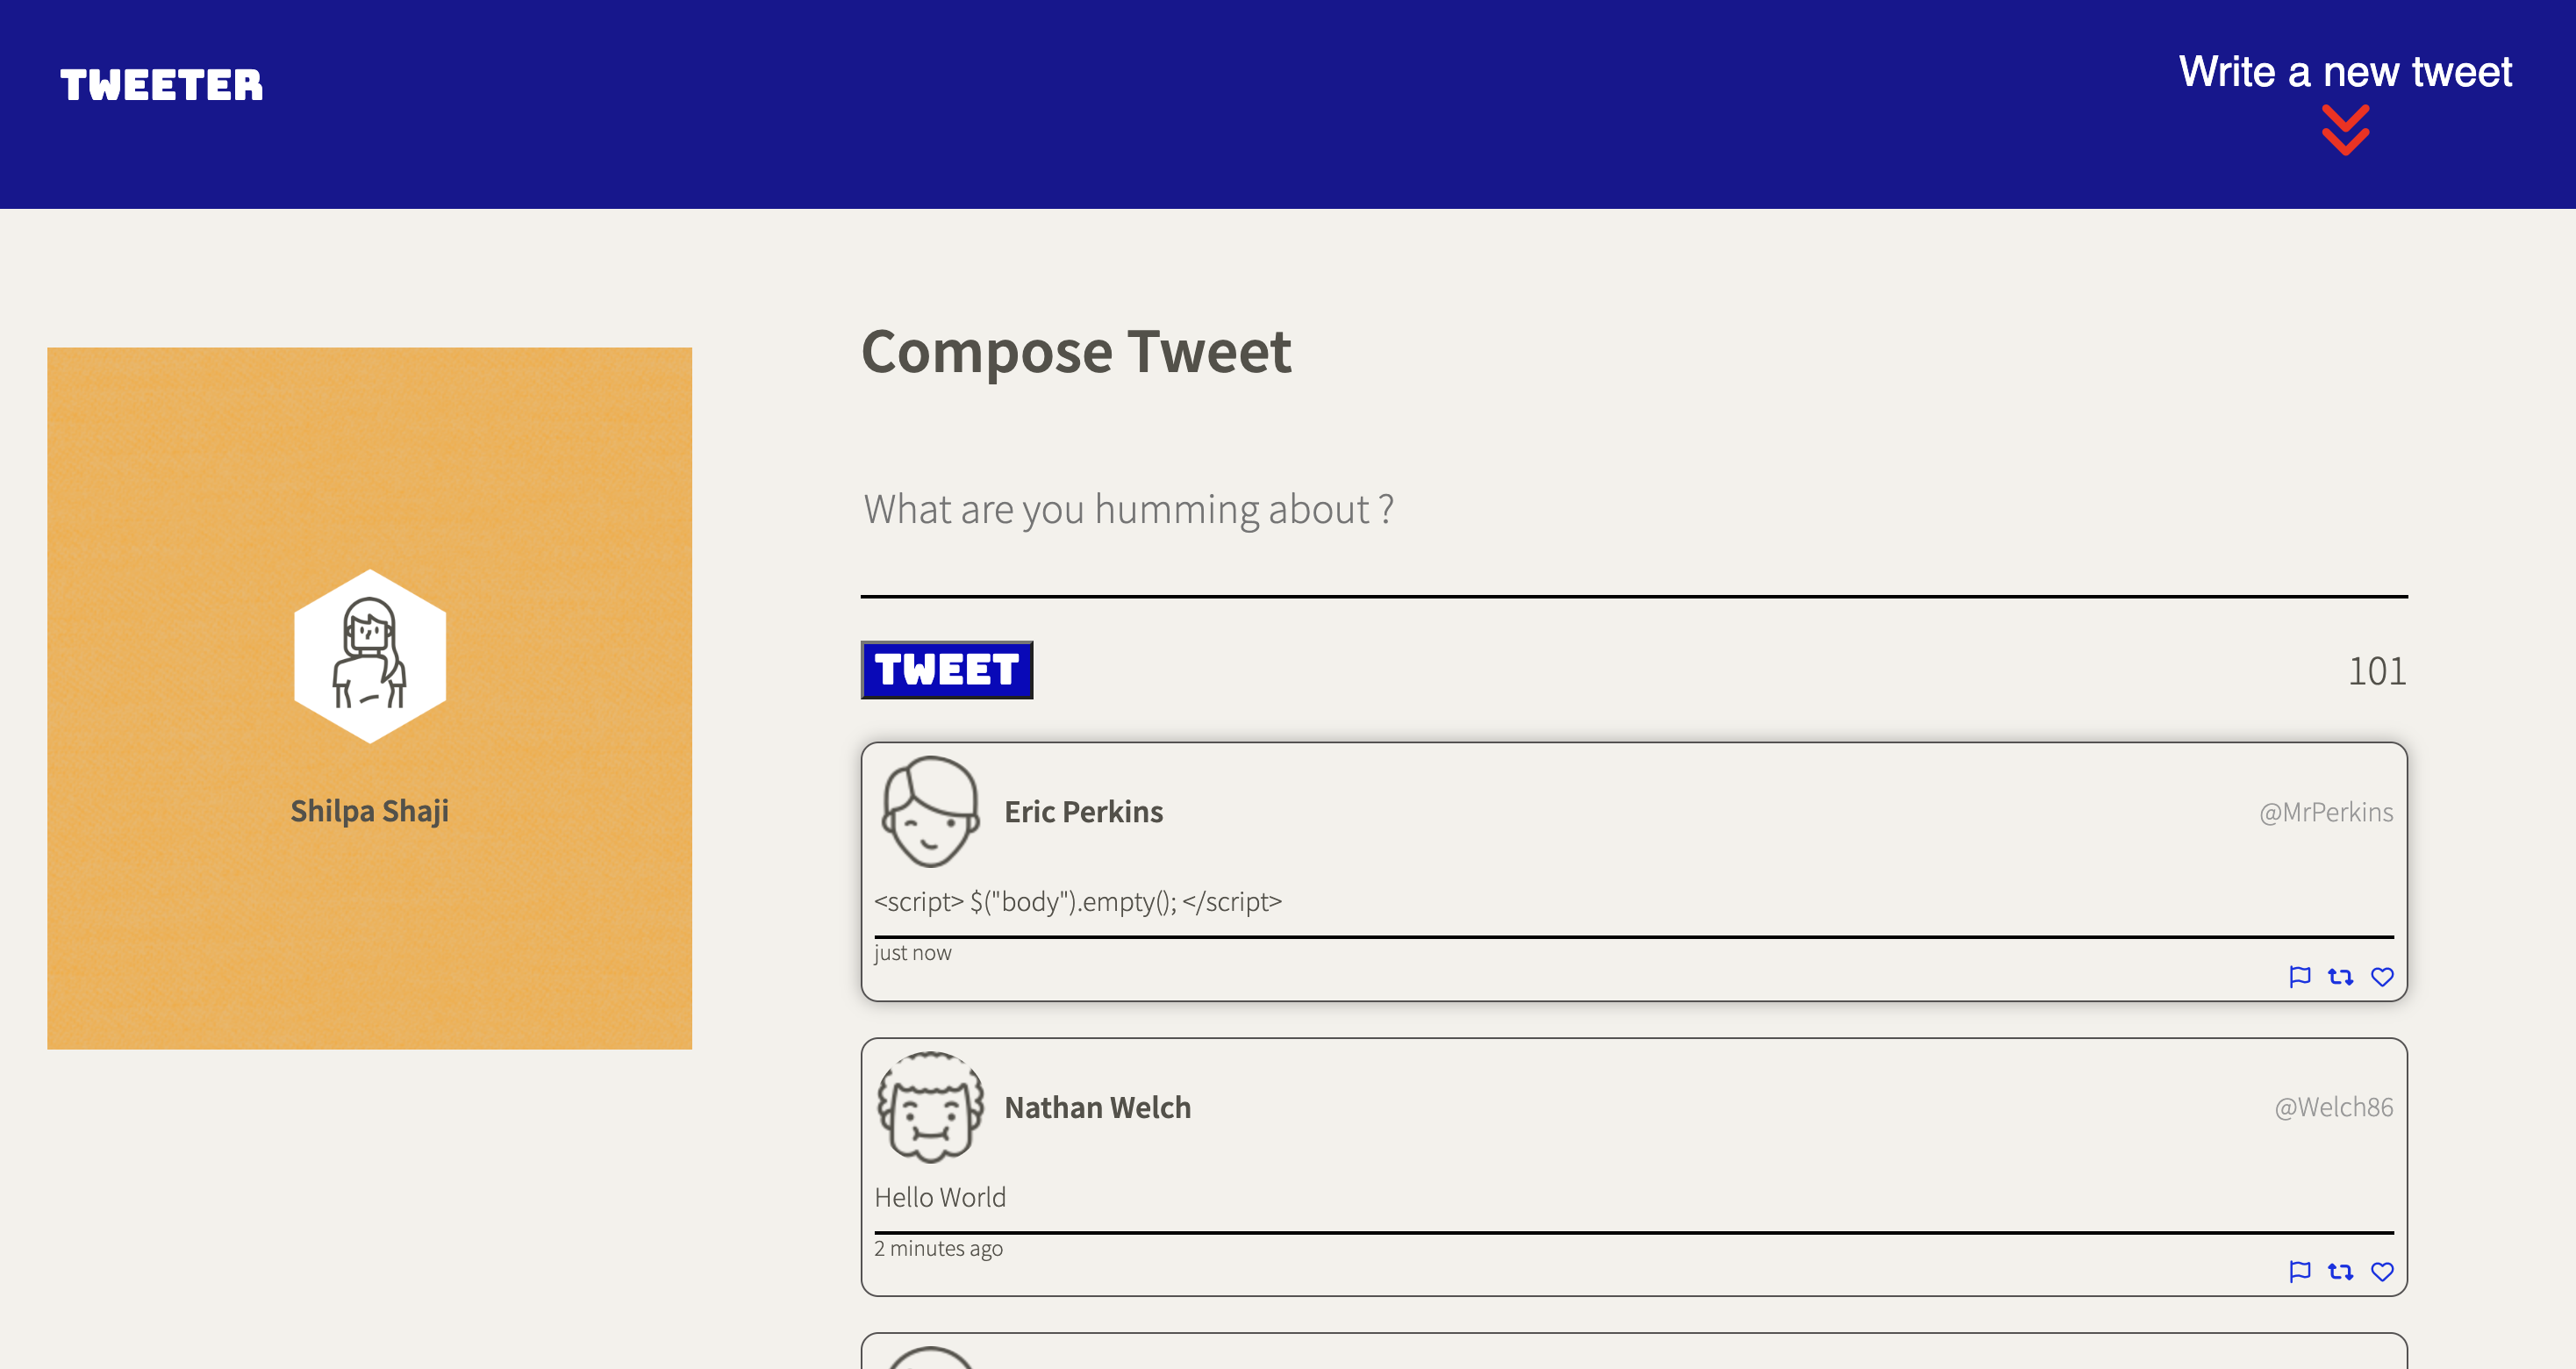 TWEETER
Write a new tweet
Compose Tweet
What are you humming about ?
TWEET
101
Shilpa Shaji
Eric Perkins
@MrPerkins
<script> $("body").empty(); </script>
just now
Nathan Welch
@Welch86
Hello World
2 minutes ago